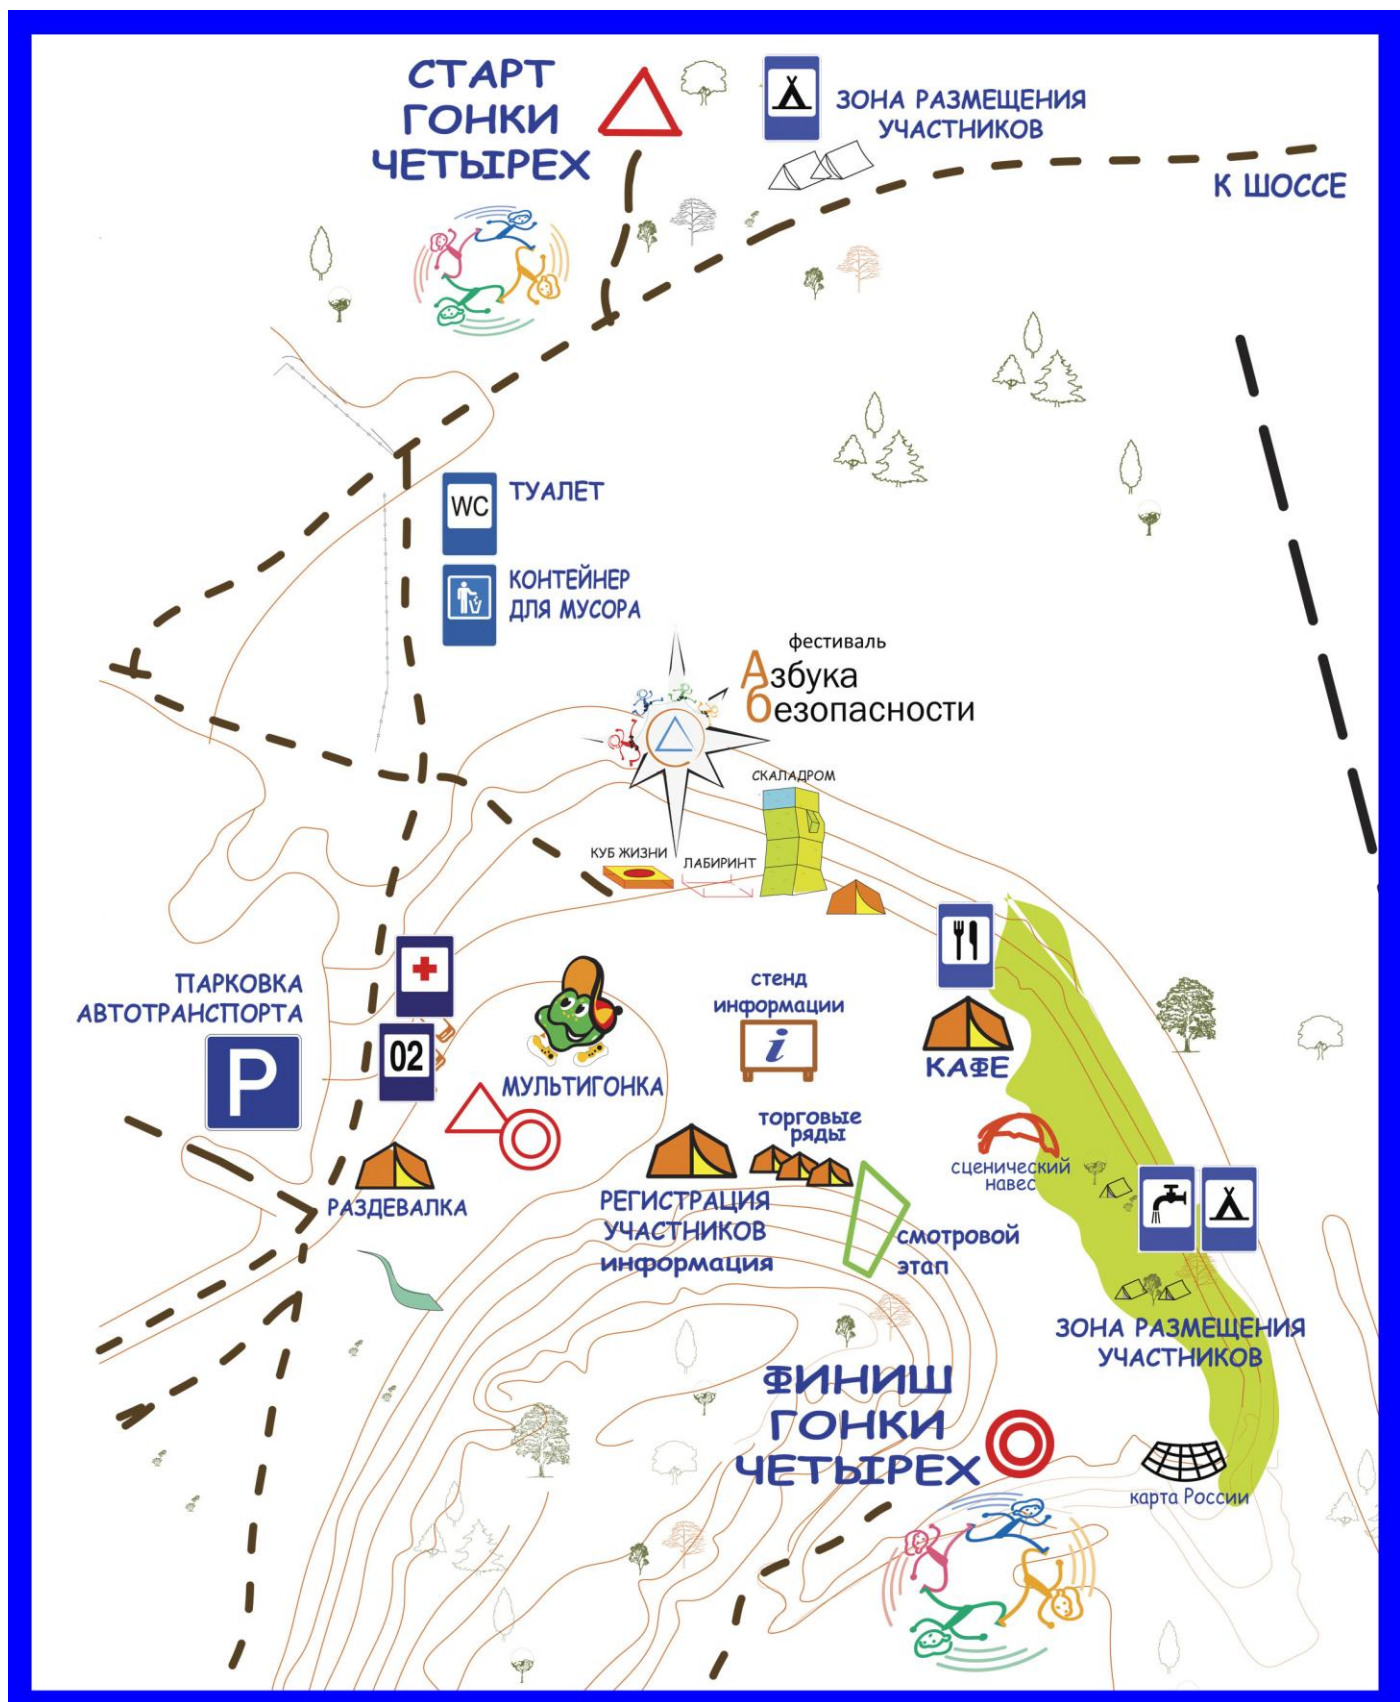 СТАРТ
ГОНКИ
ЧЕТЫРЕХ
ЗОНА РАЗМЕЩЕНИЯ
УЧАСТНИКОВ
К ШОССЕ
WC
ТУАЛЕТ
КОНТЕЙНЕР
ДЛЯ МУСОРА
фестиваль
Азбука
безопасности
СКАЛАДРОМ
КУБ ЖИЗНИ
ЛАБИРИНТ
ПАРКОВКА
АВТОТРАНСПОРТА
P
02
МУЛЬТИГОНКА
стенд
информации
i
КАФЕ
торговые
ряды
сценический
навес
РАЗДЕВАЛКА
РЕГИСТРАЦИЯ
УЧАСТНИКОВ
информация
смотровой
этап
ЗОНА РАЗМЕЩЕНИЯ
УЧАСТНИКОВ
ФИНИШ
ГОНКИ
ЧЕТЫРЕХ
карта России